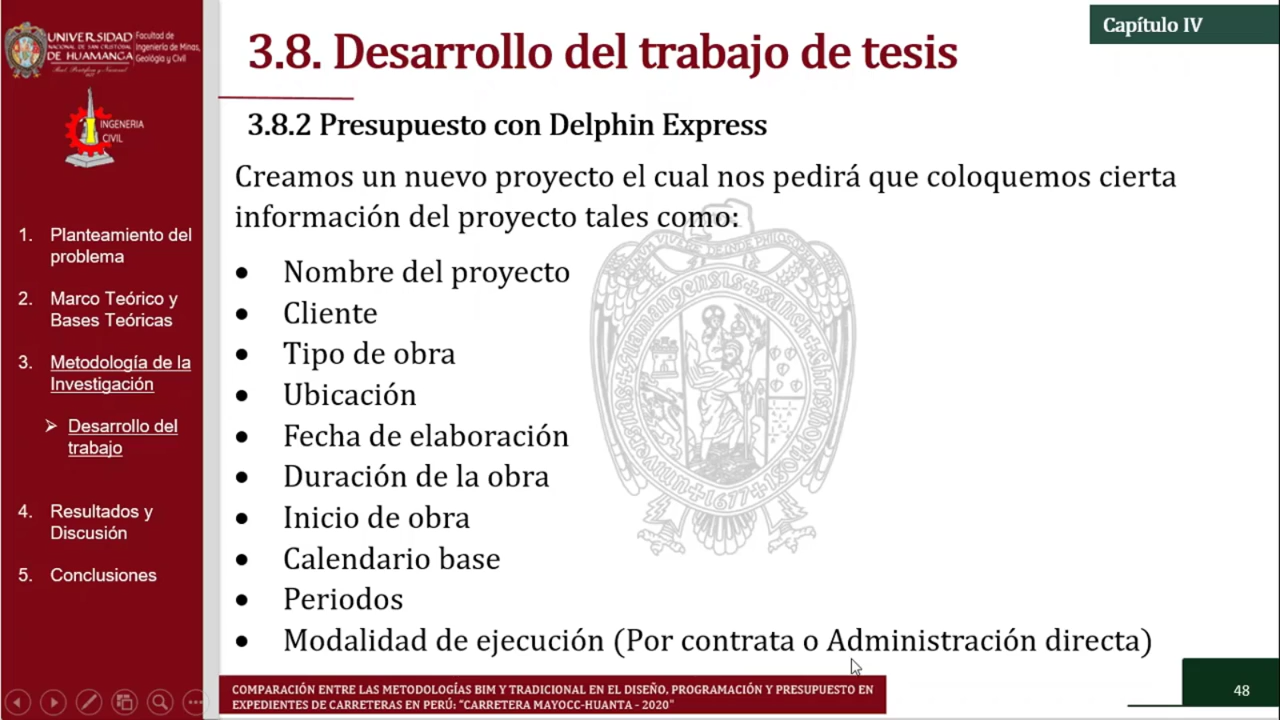 UNIVERSIDAD
NACIONAL DE SAN CRISTOBAL
DE HUAMANGA
Facultad de
Ingeniería de Minas,
Geológia y Civil
INGENERIA
CIVIL
1. Planteamiento del
problema
2. Marco Teórico y
Bases Teóricas
3. Metodología de la
Investigación
➢ Desarrollo del
trabajo
4. Resultados y
Discusión
5. Conclusiones
Capítulo IV
3.8. Desarrollo del trabajo de tesis
3.8.2 Presupuesto con Delphin Express
Creamos un nuevo proyecto el cual nos pedirá que coloquemos cierta
información del proyecto tales como:
• Nombre del proyecto
• Cliente
• Tipo de obra
• Ubicación
• Fecha de elaboración
• Duración de la obra
• Inicio de obra
• Calendario base
• Periodos
• Modalidad de ejecución (Por contrata o Administración directa)
1677
COMPARACIÓN ENTRE LAS METODOLOGÍAS BIM Y TRADICIONAL EN EL DISEÑO, PROGRAMACIÓN Y PRESUPUESTO EN
EXPEDIENTES DE CARRETERAS EN PERÚ: "CARRETERA MAYOCC-HUANTA - 2020"
48